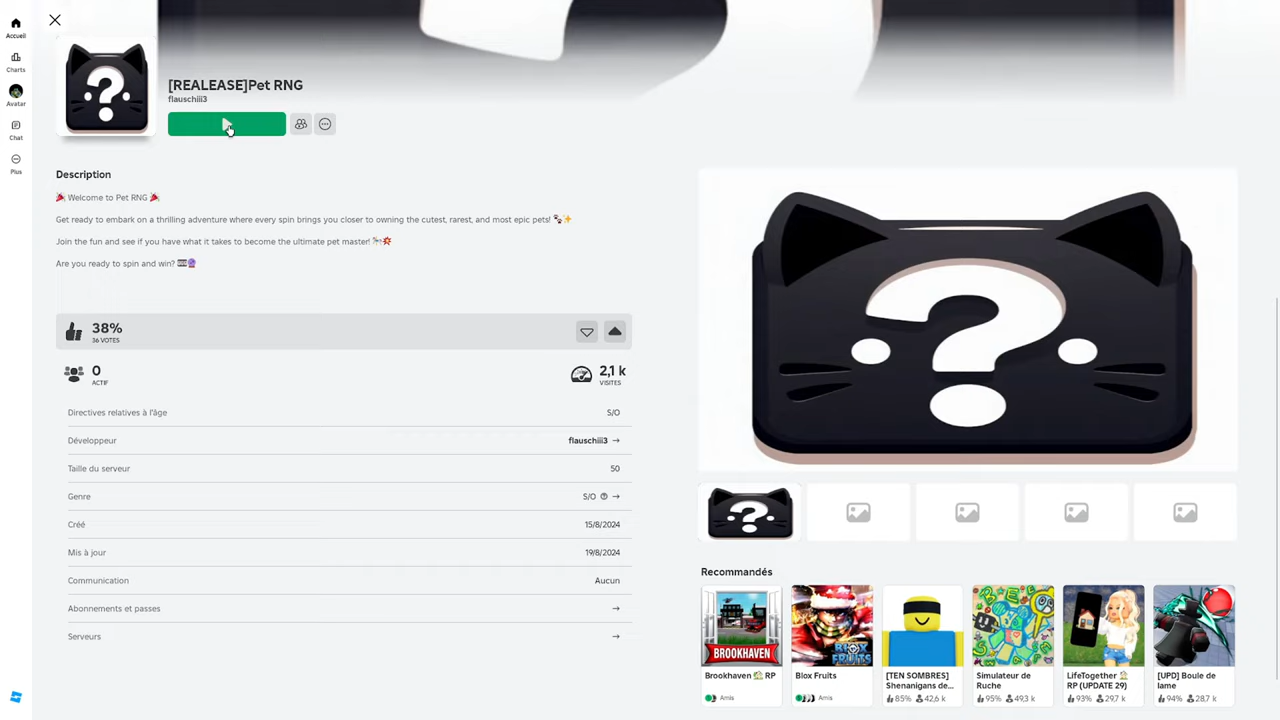 Accueil
Charts
Avatar
Chat
Plus
[REALEASE]Pet RNG
flauschiii3
Description
🎉 Welcome to Pet RNG 🎉
Get ready to embark on a thrilling adventure where every spin brings you closer to owning the cutest, rarest, and most epic pets! 🐾✨
Join the fun and see if you have what it takes to become the ultimate pet master! 🐎💥
Are you ready to spin and win? 🎰🔮
38%
36 VOTES
0
ACTIF
2,1 k
VISITES
Directives relatives à l'âge S/O
Développeur flauschiii3 →
Taille du serveur 50
Genre S/O →
Créé 15/8/2024
Mis à jour 19/8/2024
Communication Aucun
Abonnements et passes →
Serveurs →
?
?
?
Recommandés
BROOKHAVEN
Brookhaven 🏡 RP
Amis
BLOX FRUITS
Blox Fruits
Amis
[TEN SOMBRES]
Shenanigans de...
85% 42,6 k
Simulateur de
Ruche
95% 49,3 k
LifeTogether 🏠
RP (UPDATE 29)
93% 29,7 k
[UPD] Boule de
lame
94% 28,7 k